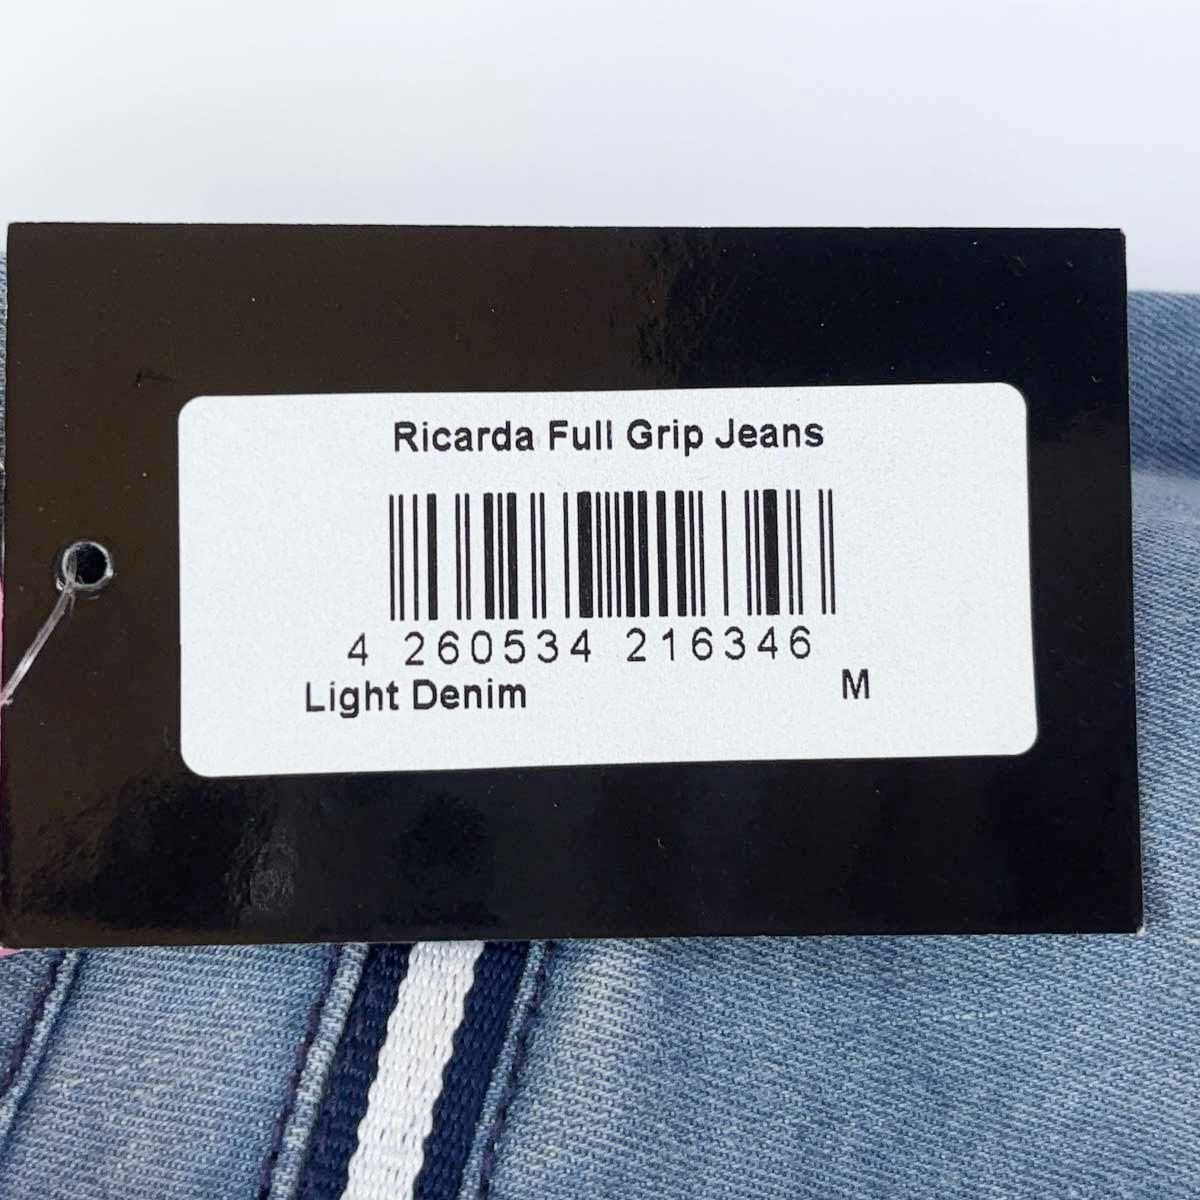 Ricarda Full Grip Jeans
4 260534 216346
Light Denim M